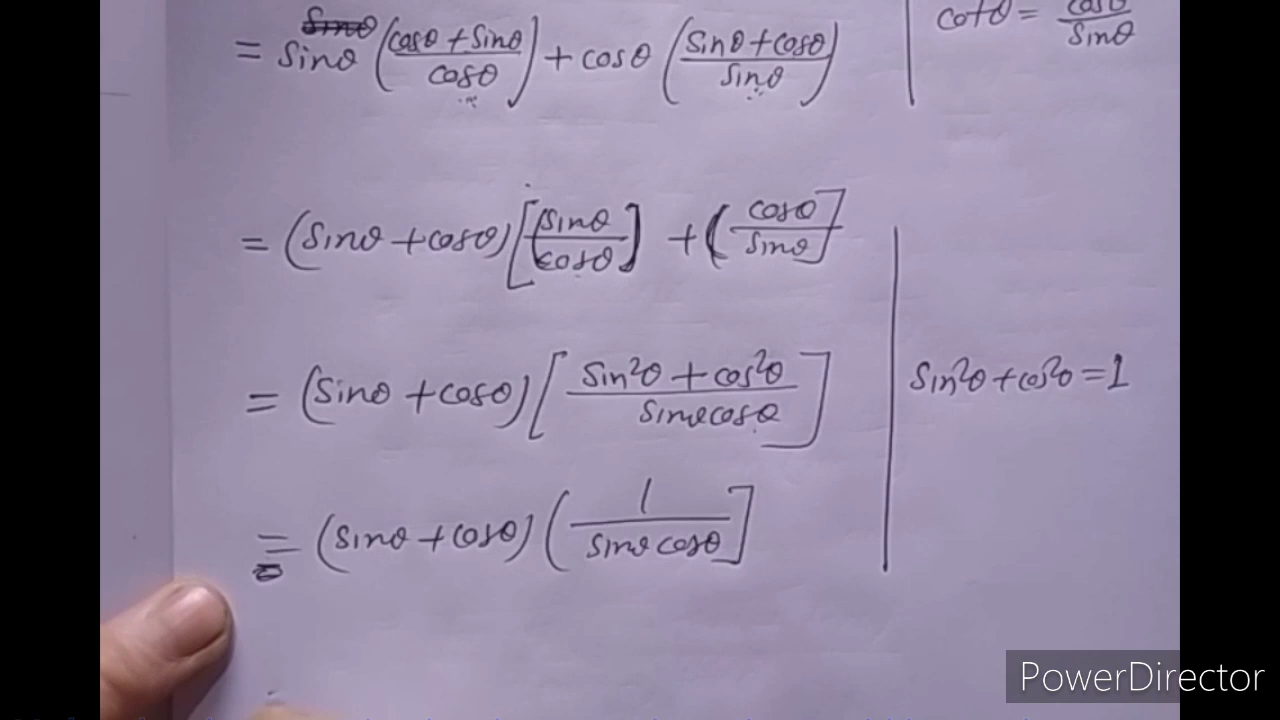 cotθ = cosθ/sinθ
= sinθ ((cosθ + sinθ)/cosθ) + cosθ ((sinθ + cosθ)/sinθ)
= (sinθ + cosθ) [[sinθ/cosθ] + (cosθ/sinθ]
= (sinθ + cosθ) [(sin²θ + cos²θ)/(sinθ cosθ)]
sin²θ + cos²θ = 1
= (sinθ + cosθ) (1/(sinθ cosθ)]
PowerDirector